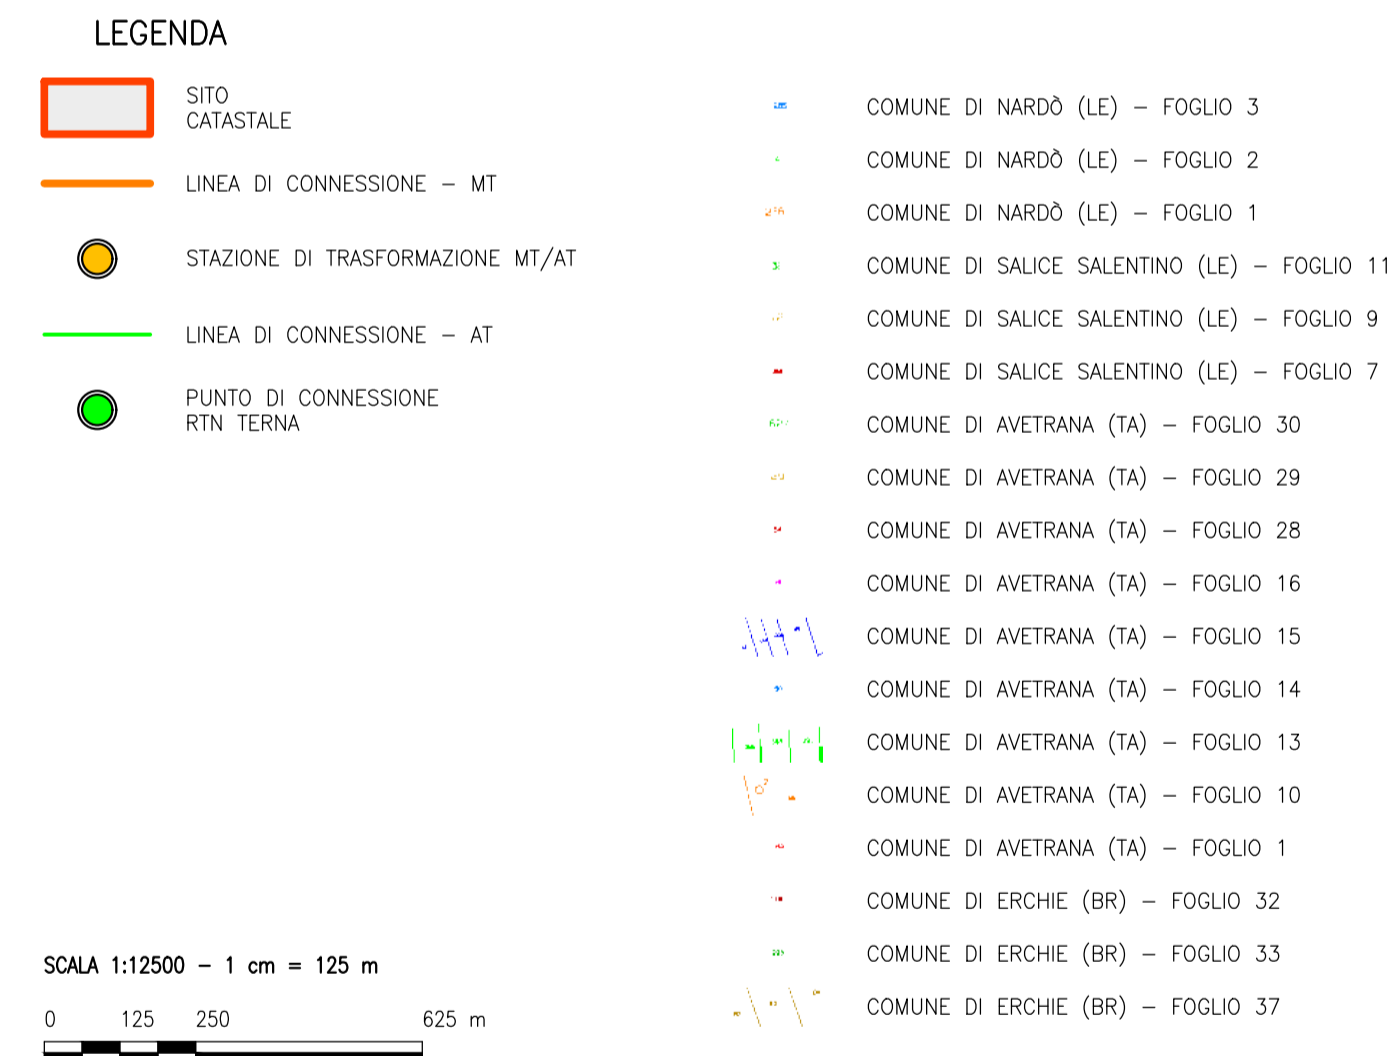 LEGENDA
SITO
CATASTALE
LINEA DI CONNESSIONE – MT
STAZIONE DI TRASFORMAZIONE MT/AT
LINEA DI CONNESSIONE – AT
PUNTO DI CONNESSIONE
RTN TERNA
SCALA 1:12500 – 1 cm = 125 m
0 125 250 625 m
COMUNE DI NARDÒ (LE) – FOGLIO 3
COMUNE DI NARDÒ (LE) – FOGLIO 2
COMUNE DI NARDÒ (LE) – FOGLIO 1
COMUNE DI SALICE SALENTINO (LE) – FOGLIO 11
COMUNE DI SALICE SALENTINO (LE) – FOGLIO 9
COMUNE DI SALICE SALENTINO (LE) – FOGLIO 7
COMUNE DI AVETRANA (TA) – FOGLIO 30
COMUNE DI AVETRANA (TA) – FOGLIO 29
COMUNE DI AVETRANA (TA) – FOGLIO 28
COMUNE DI AVETRANA (TA) – FOGLIO 16
COMUNE DI AVETRANA (TA) – FOGLIO 15
COMUNE DI AVETRANA (TA) – FOGLIO 14
COMUNE DI AVETRANA (TA) – FOGLIO 13
COMUNE DI AVETRANA (TA) – FOGLIO 10
COMUNE DI AVETRANA (TA) – FOGLIO 1
COMUNE DI ERCHIE (BR) – FOGLIO 32
COMUNE DI ERCHIE (BR) – FOGLIO 33
COMUNE DI ERCHIE (BR) – FOGLIO 37